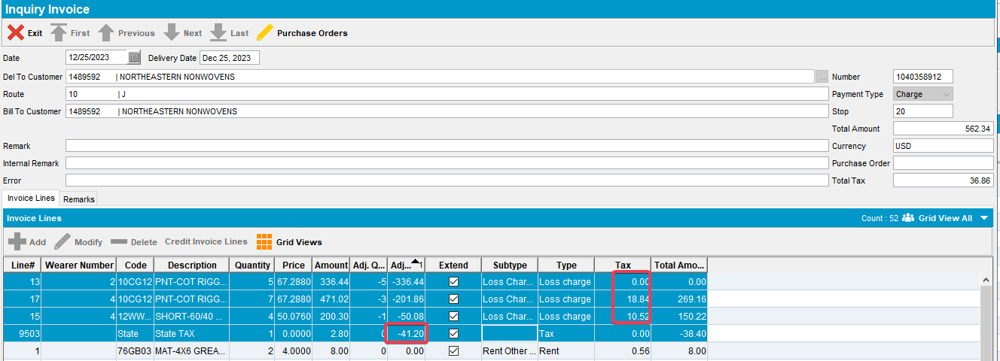 Inquiry Invoice
Exit First Previous Next Last Purchase Orders
Date 12/25/2023 16 Delivery Date Dec 25, 2023
Del To Customer 1489592 | NORTHEASTERN NONWOVENS ... Number 1040358912
Route 10 | J Payment Type Charge
Bill To Customer 1489592 | NORTHEASTERN NONWOVENS Stop 20
Total Amount 562.34
Remark Currency USD
Internal Remark Purchase Order
Error Total Tax 36.86
Invoice Lines Remarks
Invoice Lines Count : 52 Grid View All
Add Modify Delete Credit Invoice Lines Grid Views
Line# Wearer Number Code Description Quantity Price Amount Adj. Q... Adj... 1 Extend Subtype Type Tax Total Amo...
13 2 10CG12 PNT-COT RIGG... 5 67.2880 336.44 -5 -336.44 Loss Char... Loss charge 0.00 0.00
17 4 10CG12 PNT-COT RIGG... 7 67.2880 471.02 -3 -201.86 Loss Char... Loss charge 18.84 269.16
15 4 12WW... SHORT-60/40 ... 4 50.0760 200.30 -1 -50.08 Loss Char... Loss charge 10.52 150.22
9503 State State TAX 1 0.0000 2.80 0 -41.20 Tax 0.00 -38.40
1 76GB03 MAT-4X6 GREA... 2 4.0000 8.00 0 0.00 Rent Other ... Rent 0.56 8.00